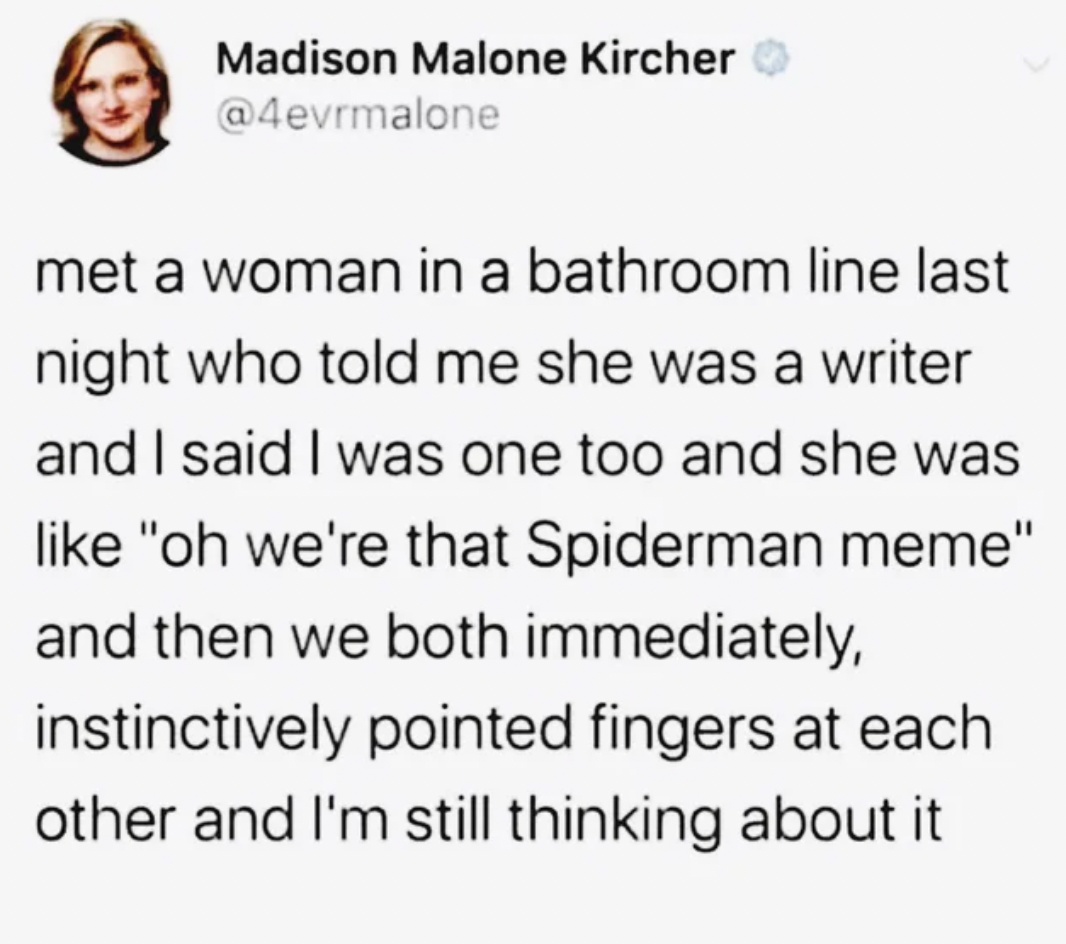 Madison Malone Kircher
@4evrmalone
met a woman in a bathroom line last
night who told me she was a writer
and I said I was one too and she was
like "oh we're that Spiderman meme"
and then we both immediately,
instinctively pointed fingers at each
other and I'm still thinking about it